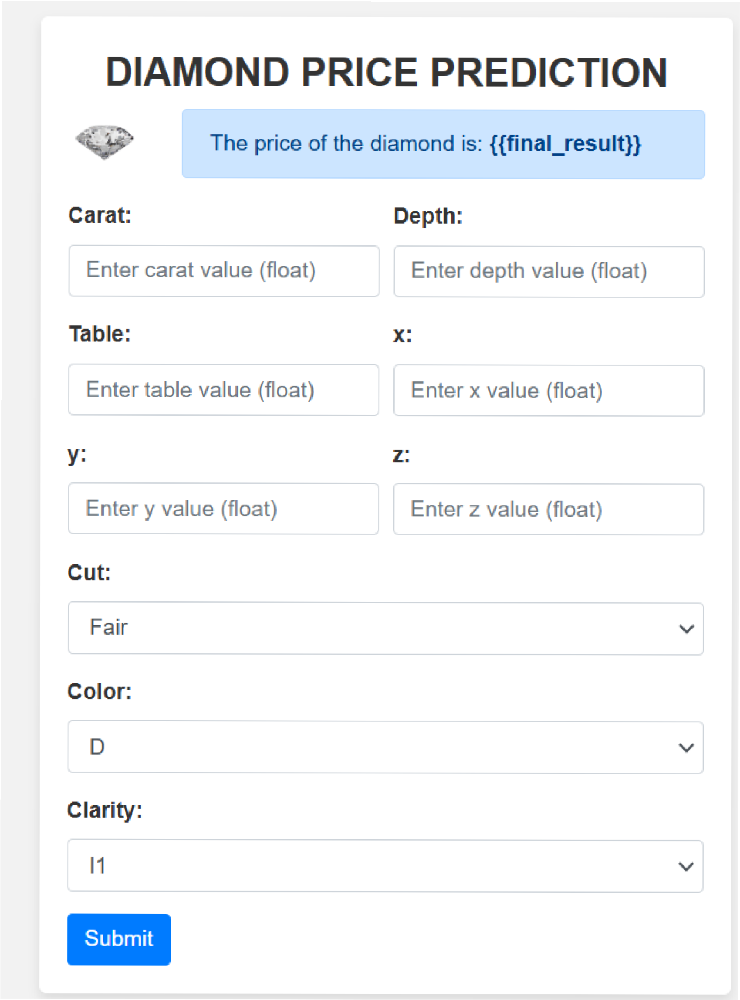 DIAMOND PRICE PREDICTION
The price of the diamond is: {{final_result}}
Carat:
Depth:
Enter carat value (float)
Enter depth value (float)
Table:
x:
Enter table value (float)
Enter x value (float)
y:
z:
Enter y value (float)
Enter z value (float)
Cut:
Fair
Color:
D
Clarity:
I1
Submit